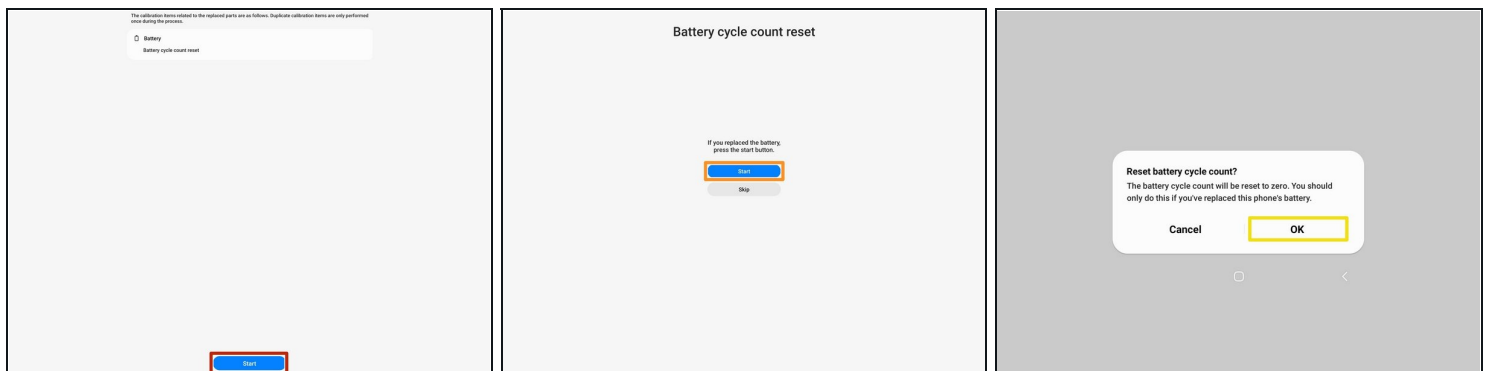 The calibration items related to the replaced parts are as follows. Duplicate calibration items are only performed
once during the process.
Battery
Battery cycle count reset
Start
Battery cycle count reset
If you replaced the battery,
press the start button.
Start
Skip
Reset battery cycle count?
The battery cycle count will be reset to zero. You should
only do this if you've replaced this phone's battery.
Cancel
OK